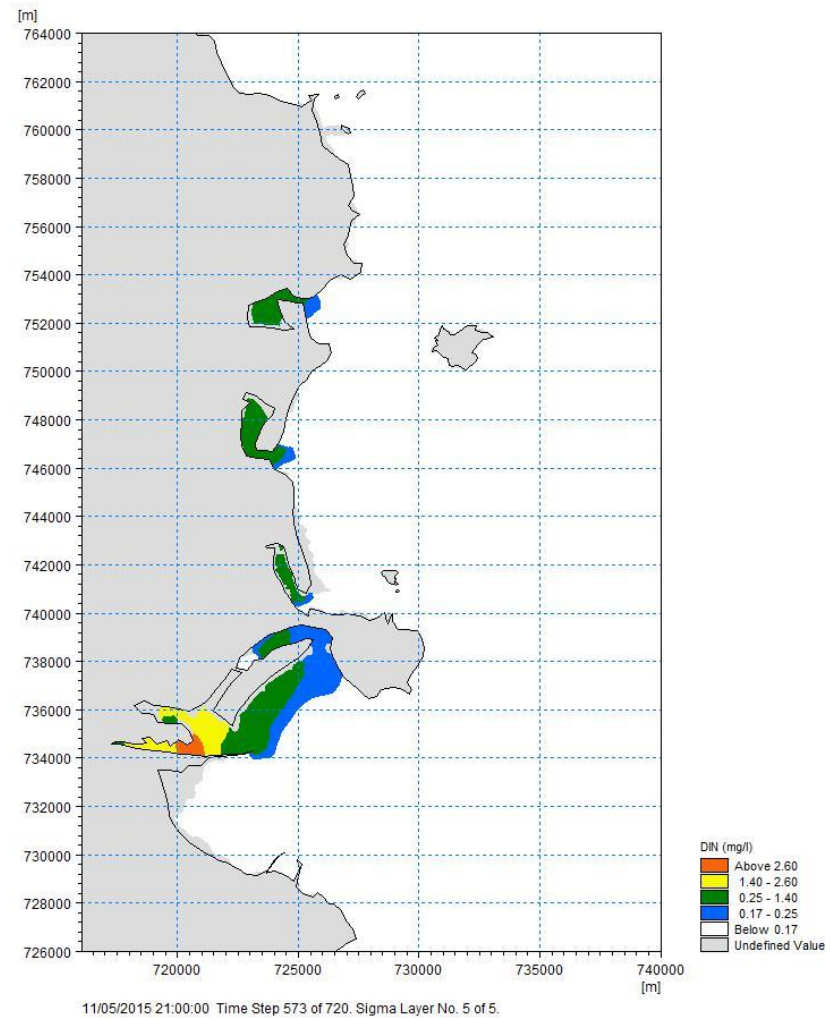 [m]
764000
762000
760000
758000
756000
754000
752000
750000
748000
746000
744000
742000
740000
738000
736000
734000
732000
730000
728000
726000
720000 725000 730000 735000 740000
[m]
DIN (mg/l)
Above 2.60
1.40 - 2.60
0.25 - 1.40
0.17 - 0.25
Below 0.17
Undefined Value
11/05/2015 21:00:00 Time Step 573 of 720. Sigma Layer No. 5 of 5.